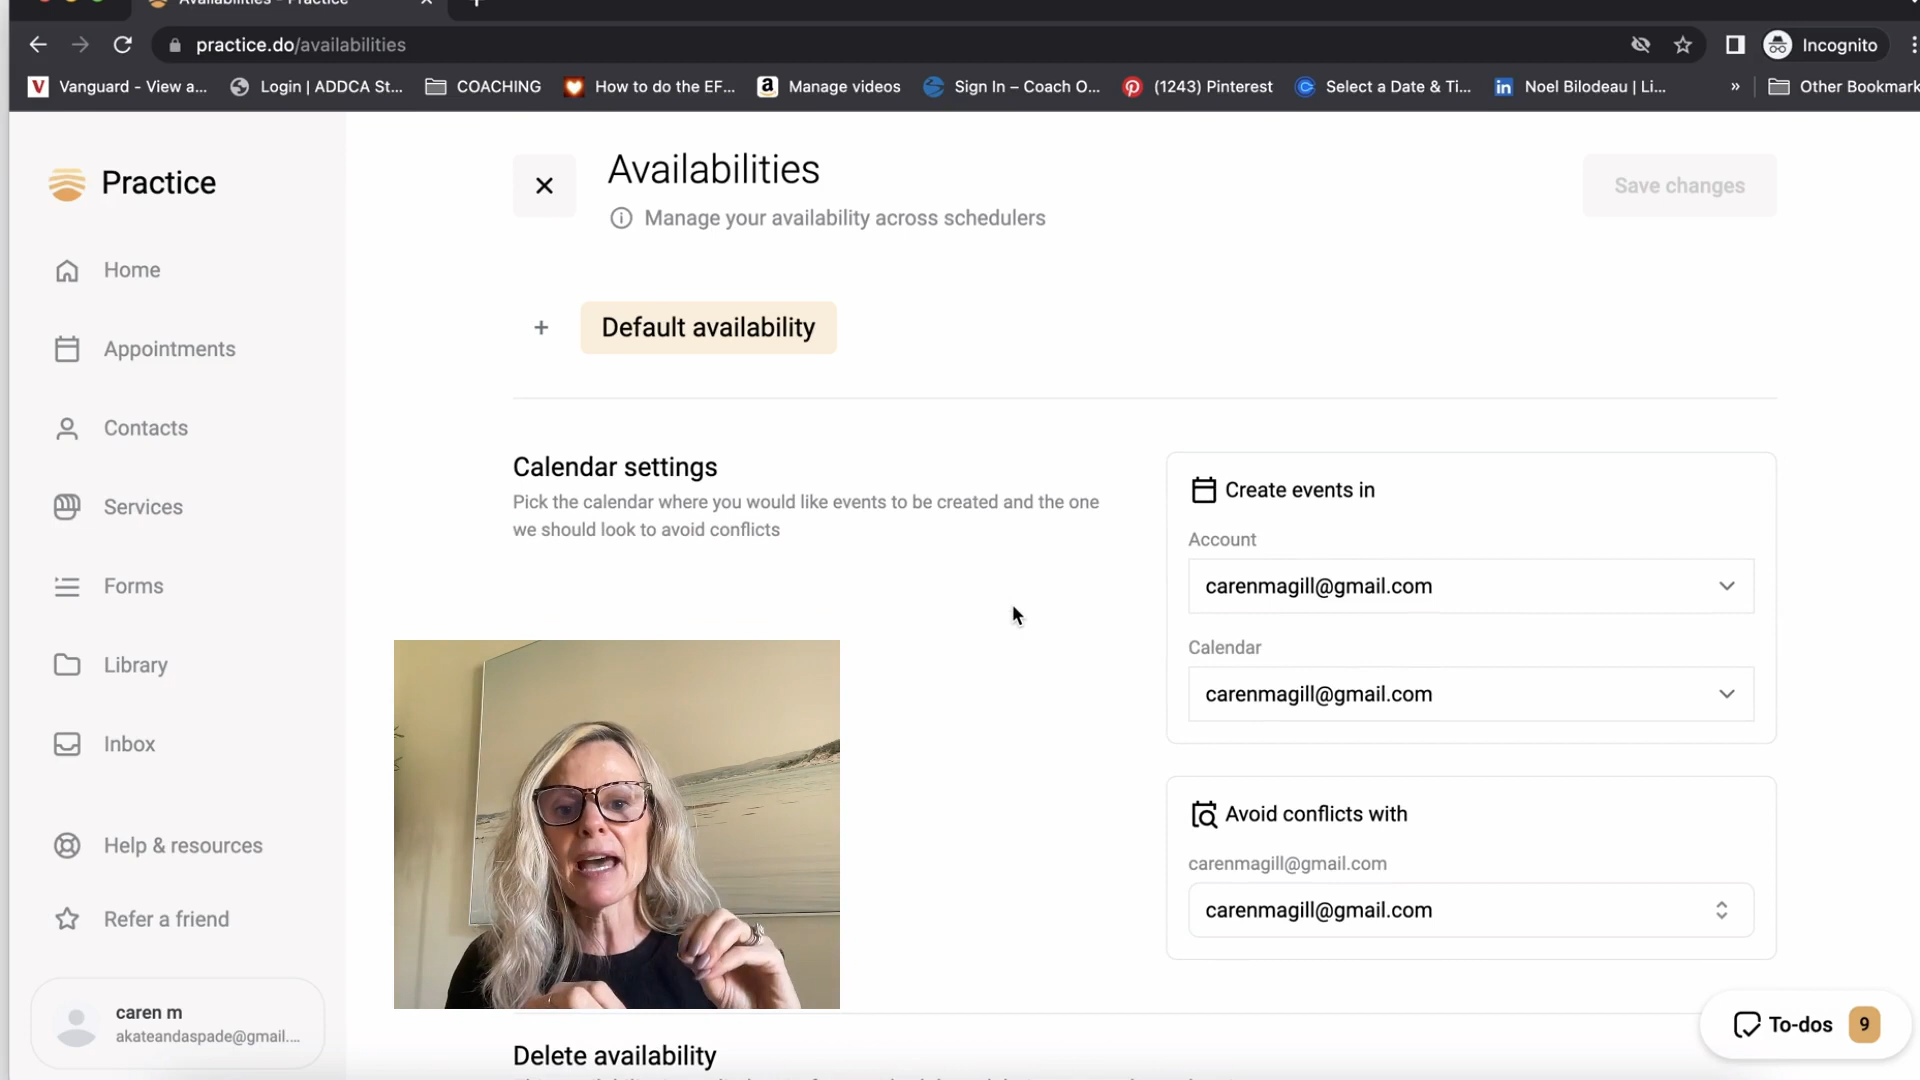 practice.do/availabilities
Incognito
Vanguard - View a...
Login | ADDCA St...
COACHING
How to do the EF...
Manage videos
Sign In – Coach O...
(1243) Pinterest
Select a Date & Ti...
Noel Bilodeau | Li...
»
Other Bookmark
Practice
Home
Appointments
Contacts
Services
Forms
Library
Inbox
Help & resources
Refer a friend
caren m
akateandaspade@gmail....
Availabilities
Manage your availability across schedulers
Save changes
+ Default availability
Calendar settings
Pick the calendar where you would like events to be created and the one
we should look to avoid conflicts
Create events in
Account
carenmagill@gmail.com
Calendar
carenmagill@gmail.com
Avoid conflicts with
carenmagill@gmail.com
carenmagill@gmail.com
Delete availability
To-dos 9